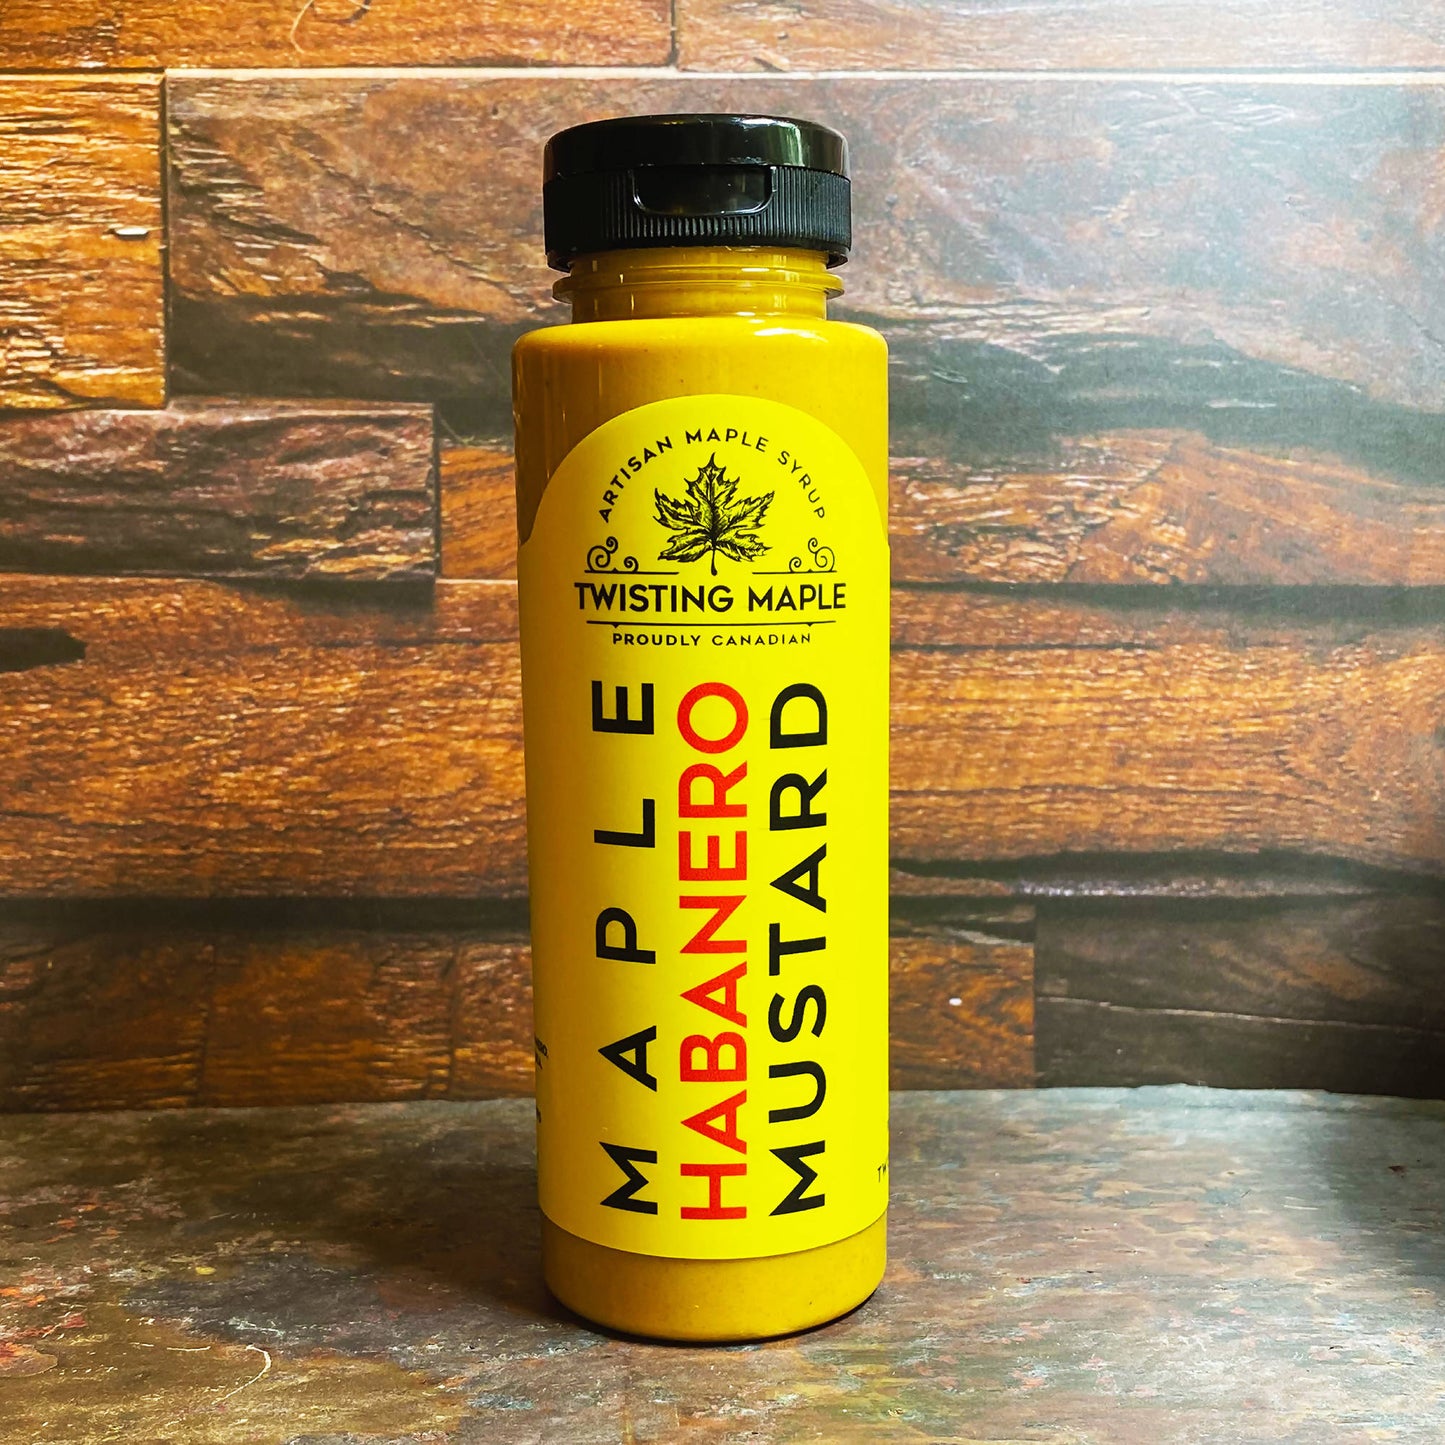 ARTISAN MAPLE SYRUP
TWISTING MAPLE
PROUDLY CANADIAN
MAPLE
HABANERO
MUSTARD